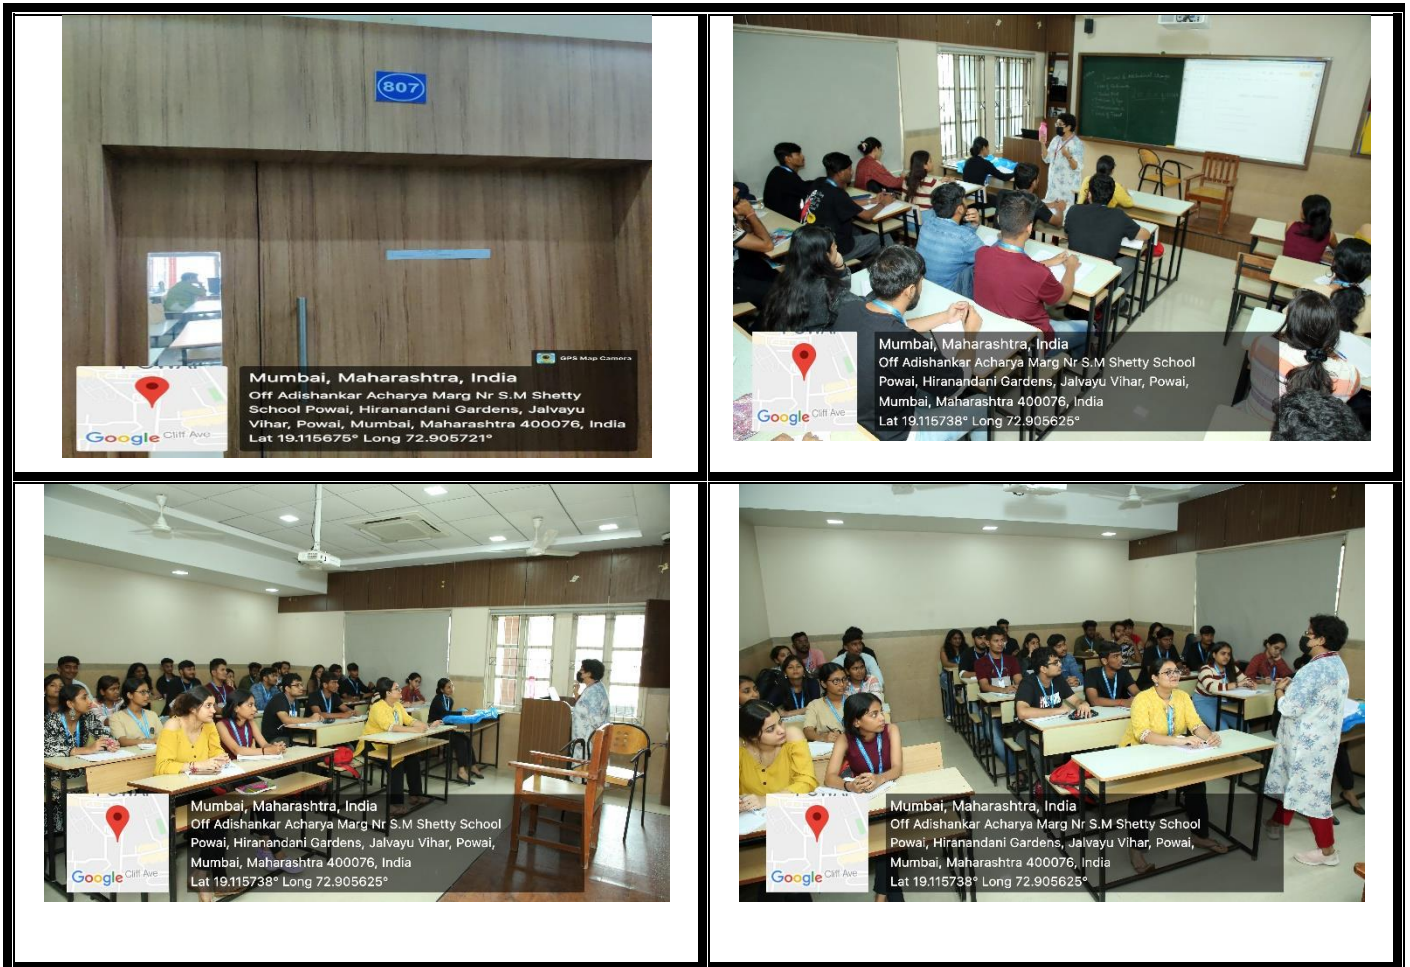 807
POWAI
GPS Map Camera
Google
Cliff Ave
Mumbai, Maharashtra, India
Off Adishankar Acharya Marg Nr S.M Shetty
School Powai, Hiranandani Gardens, Jalvayu
Vihar, Powai, Mumbai, Maharashtra 400076, India
Lat 19.115675° Long 72.905721°
POWAI
Google
Cliff Ave
Mumbai, Maharashtra, India
Off Adishankar Acharya Marg Nr S.M Shetty School
Powai, Hiranandani Gardens, Jalvayu Vihar, Powai,
Mumbai, Maharashtra 400076, India
Lat 19.115738° Long 72.905625°
Google
Cliff Ave
Mumbai, Maharashtra, India
Off Adishankar Acharya Marg Nr S.M Shetty School
Powai, Hiranandani Gardens, Jalvayu Vihar, Powai,
Mumbai, Maharashtra 400076, India
Lat 19.115738° Long 72.905625°
Google
Cliff Ave
Mumbai, Maharashtra, India
Off Adishankar Acharya Marg Nr S.M Shetty School
Powai, Hiranandani Gardens, Jalvayu Vihar, Powai,
Mumbai, Maharashtra 400076, India
Lat 19.115738° Long 72.905625°